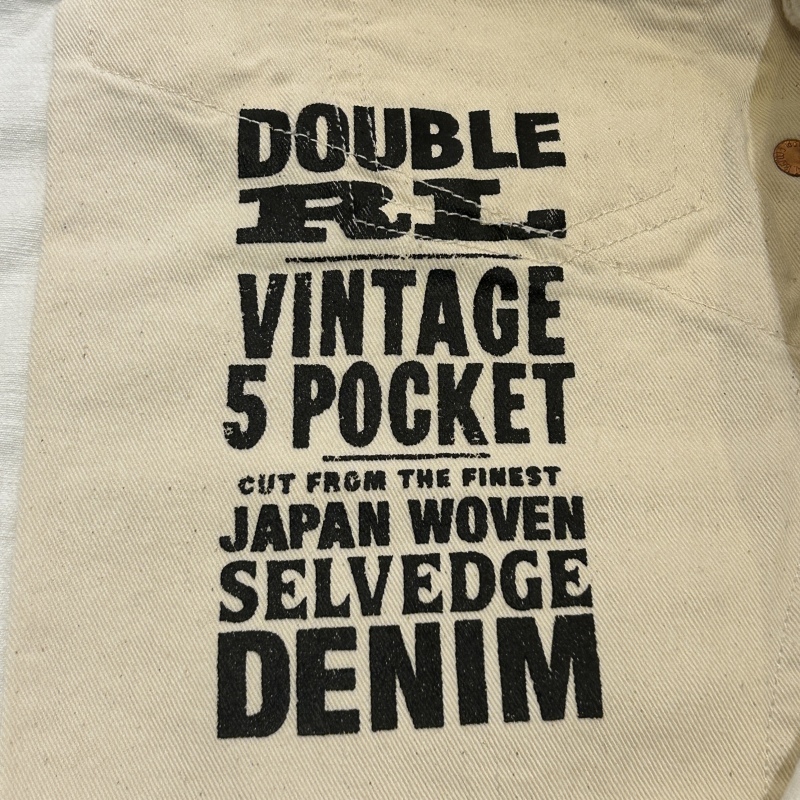 DOUBLE
RL
VINTAGE
5 POCKET
CUT FROM THE FINEST
JAPAN WOVEN
SELVEDGE
DENIM